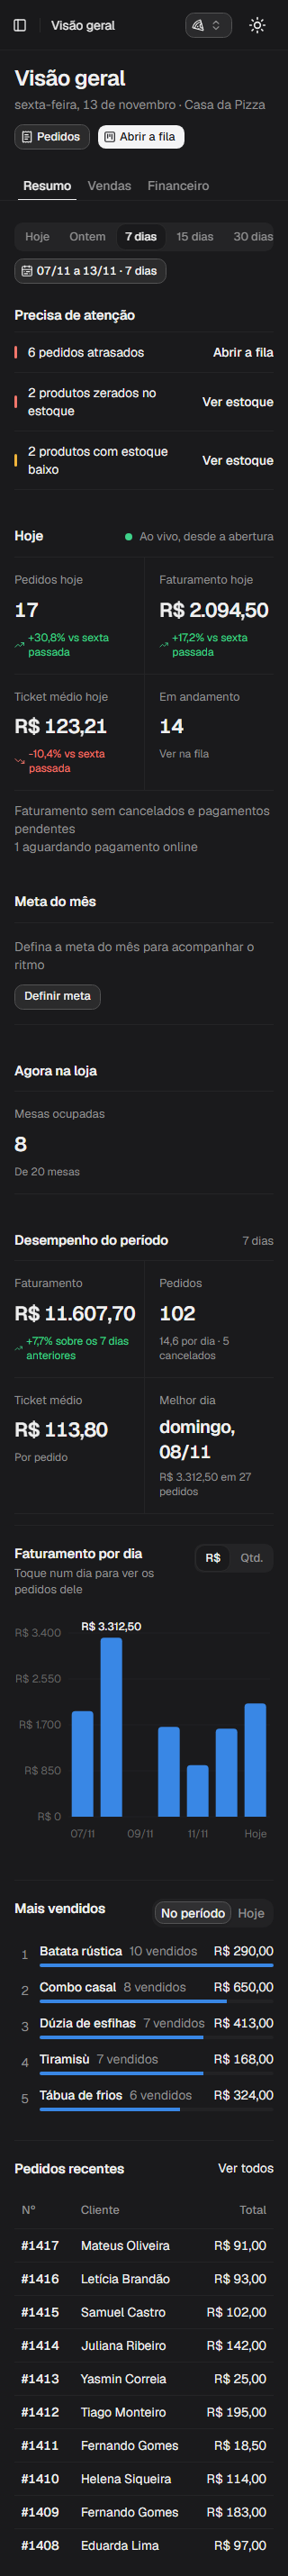 Visão geral
Visão geral
sexta-feira, 13 de novembro · Casa da Pizza
Pedidos
Abrir a fila
Resumo Vendas Financeiro
Hoje Ontem 7 dias 15 dias 30 dias
07/11 a 13/11 · 7 dias
Precisa de atenção
6 pedidos atrasados Abrir a fila
2 produtos zerados no
estoque
Ver estoque
2 produtos com estoque
baixo
Ver estoque
Hoje
Ao vivo, desde a abertura
Pedidos hoje
17
+30,8% vs sexta
passada
Faturamento hoje
R$ 2.094,50
+17,2% vs sexta
passada
Ticket médio hoje
R$ 123,21
-10,4% vs sexta
passada
Em andamento
14
Ver na fila
Faturamento sem cancelados e pagamentos
pendentes
1 aguardando pagamento online
Meta do mês
Defina a meta do mês para acompanhar o
ritmo
Definir meta
Agora na loja
Mesas ocupadas
8
De 20 mesas
Desempenho do período 7 dias
Faturamento
R$ 11.607,70
+7,7% sobre os 7 dias
anteriores
Pedidos
102
14,6 por dia · 5
cancelados
Ticket médio
R$ 113,80
Por pedido
Melhor dia
domingo,
08/11
R$ 3.312,50 em 27
pedidos
Faturamento por dia
Toque num dia para ver os
pedidos dele
R$ Qtd.
R$ 3.312,50
R$ 3.400
R$ 2.550
R$ 1.700
R$ 850
R$ 0
07/11 09/11 11/11 Hoje
Mais vendidos
No período Hoje
1 Batata rústica 10 vendidos R$ 290,00
2 Combo casal 8 vendidos R$ 650,00
3 Dúzia de esfihas 7 vendidos R$ 413,00
4 Tiramisù 7 vendidos R$ 168,00
5 Tábua de frios 6 vendidos R$ 324,00
Pedidos recentes Ver todos
Nº Cliente Total
#1417 Mateus Oliveira R$ 91,00
#1416 Letícia Brandão R$ 93,00
#1415 Samuel Castro R$ 102,00
#1414 Juliana Ribeiro R$ 142,00
#1413 Yasmin Correia R$ 25,00
#1412 Tiago Monteiro R$ 195,00
#1411 Fernando Gomes R$ 18,50
#1410 Helena Siqueira R$ 114,00
#1409 Fernando Gomes R$ 183,00
#1408 Eduarda Lima R$ 97,00